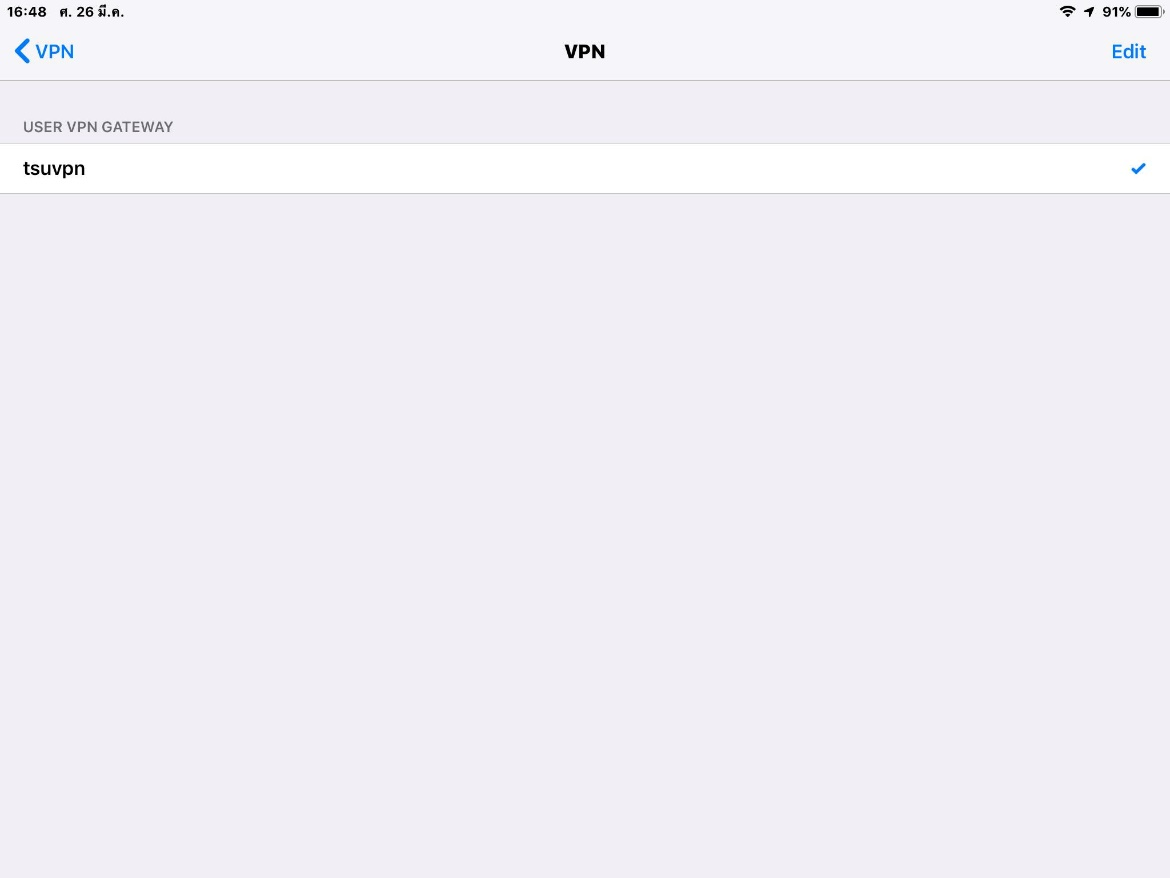 16:48 ศ. 26 มี.ค. 91%
VPN VPN Edit
USER VPN GATEWAY
tsuvpn